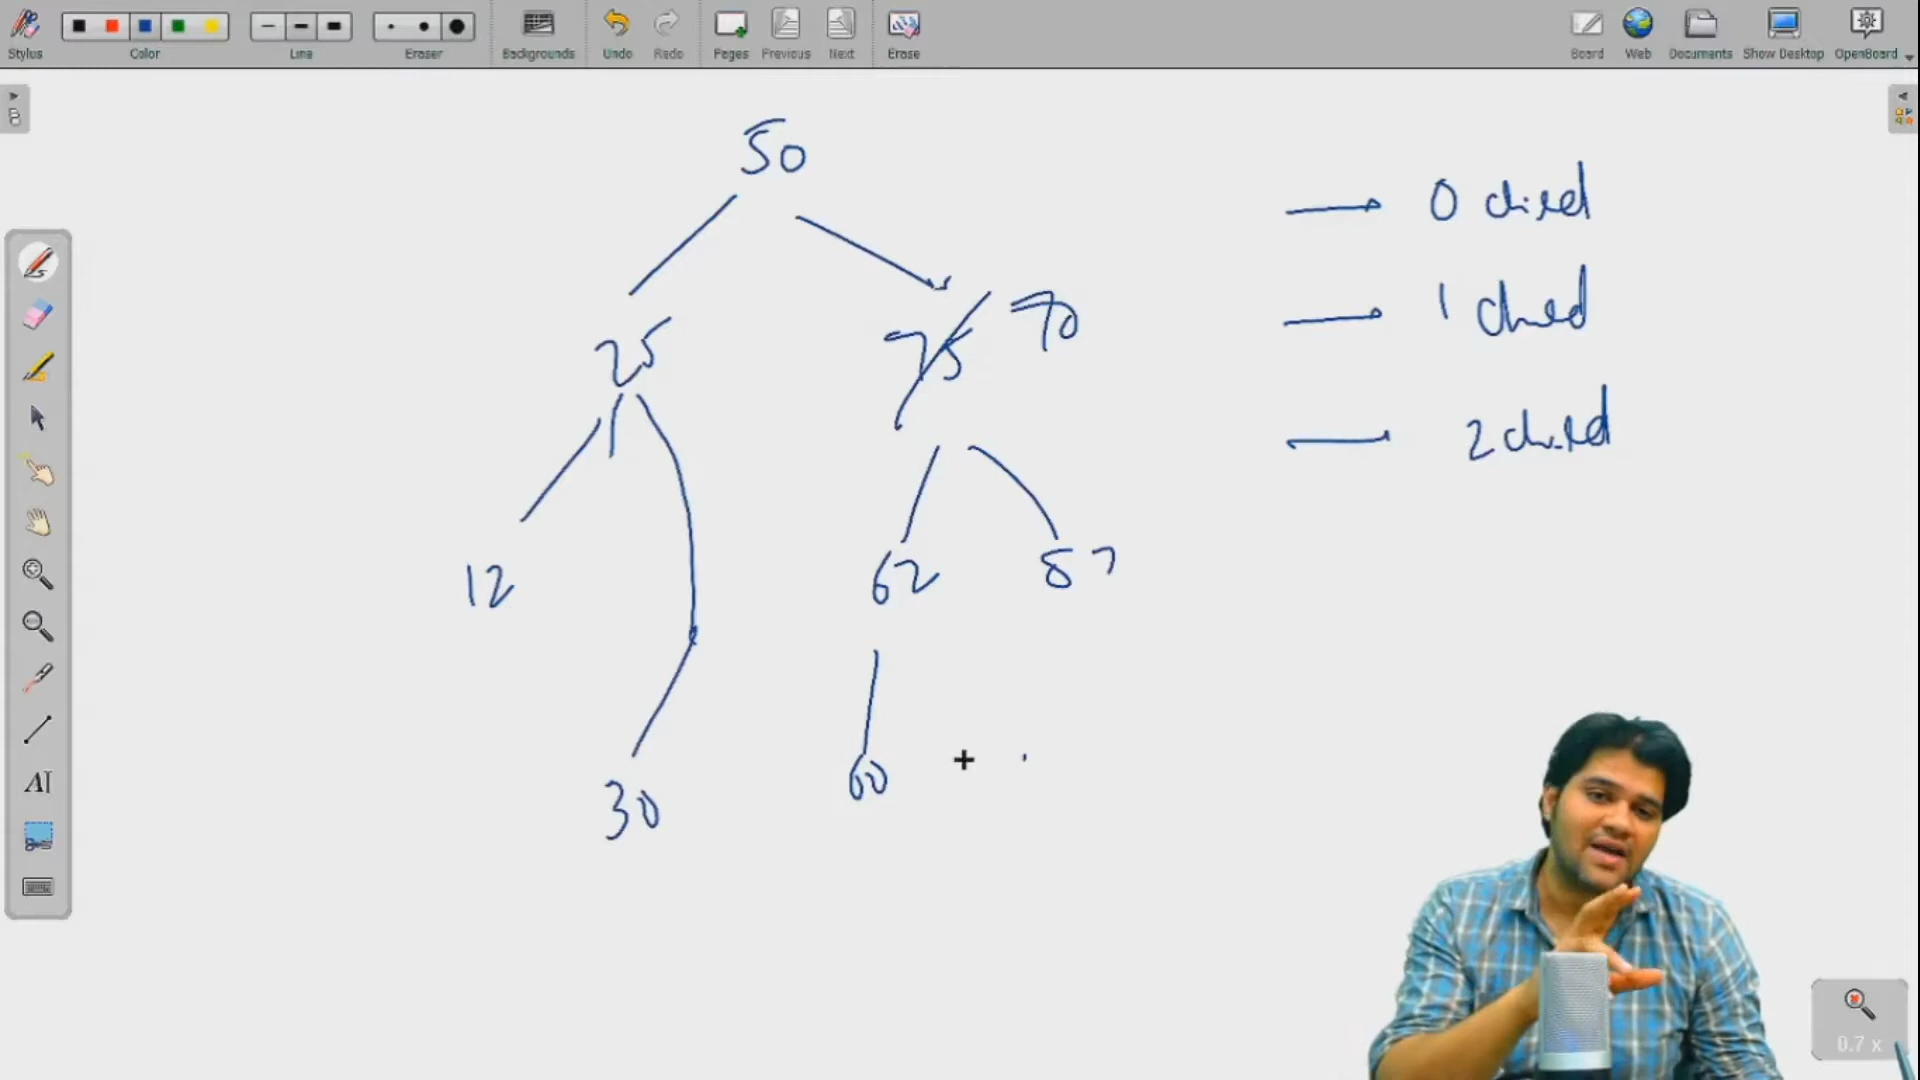 Stylus
Color
Line
Eraser
Backgrounds
Undo
Redo
Pages
Previous
Next
Erase
Board
Web
Documents
Show Desktop
OpenBoard
50
25 75 70
12 62 87
30 60
0 child
1 child
2 child
0.7 x